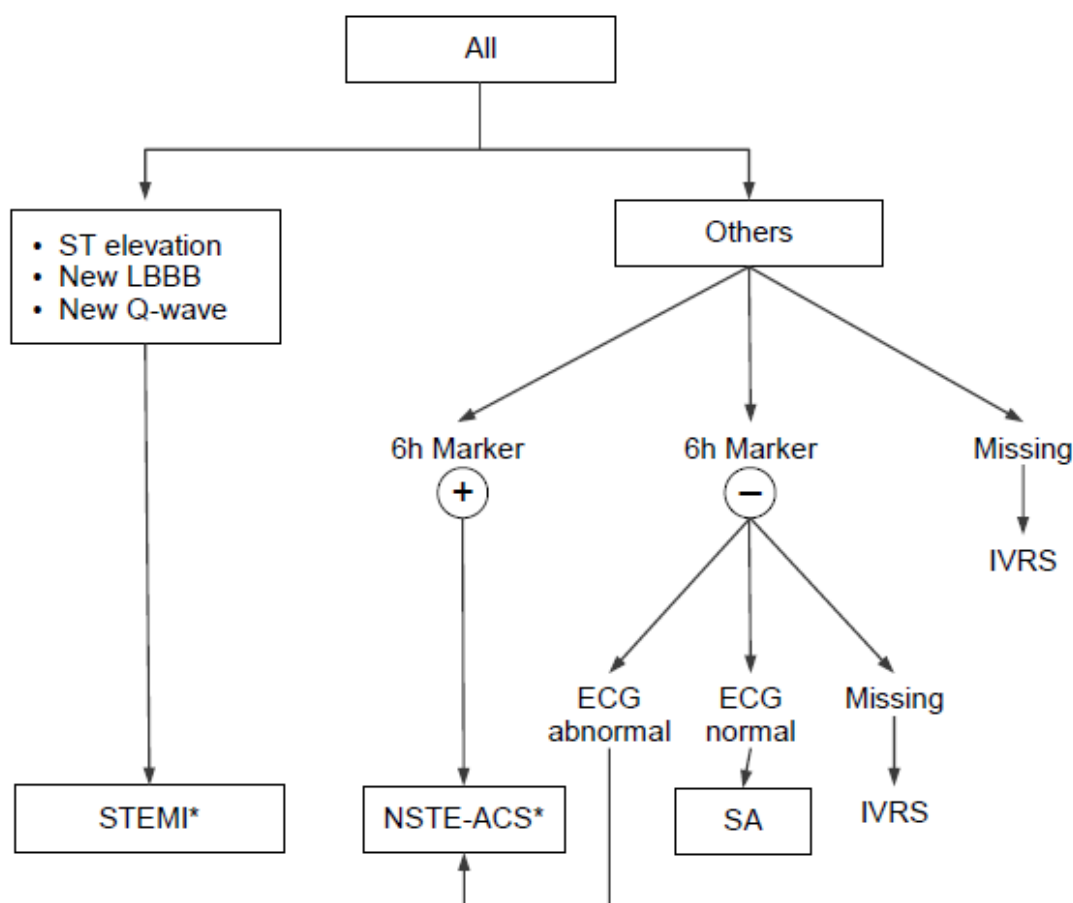 All
• ST elevation
• New LBBB
• New Q-wave
Others
6h Marker
+
6h Marker
−
Missing
IVRS
ECG
abnormal
ECG
normal
Missing
STEMI*
NSTE-ACS*
SA
IVRS